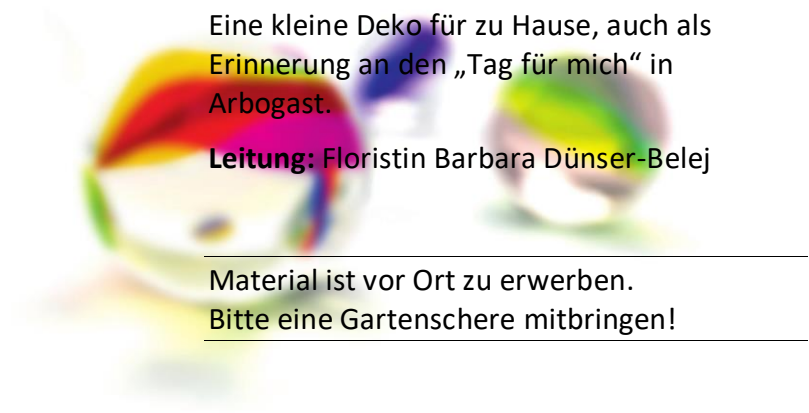 Eine kleine Deko für zu Hause, auch als
Erinnerung an den „Tag für mich“ in
Arbogast.
Leitung: Floristin Barbara Dünser-Belej
Material ist vor Ort zu erwerben.
Bitte eine Gartenschere mitbringen!